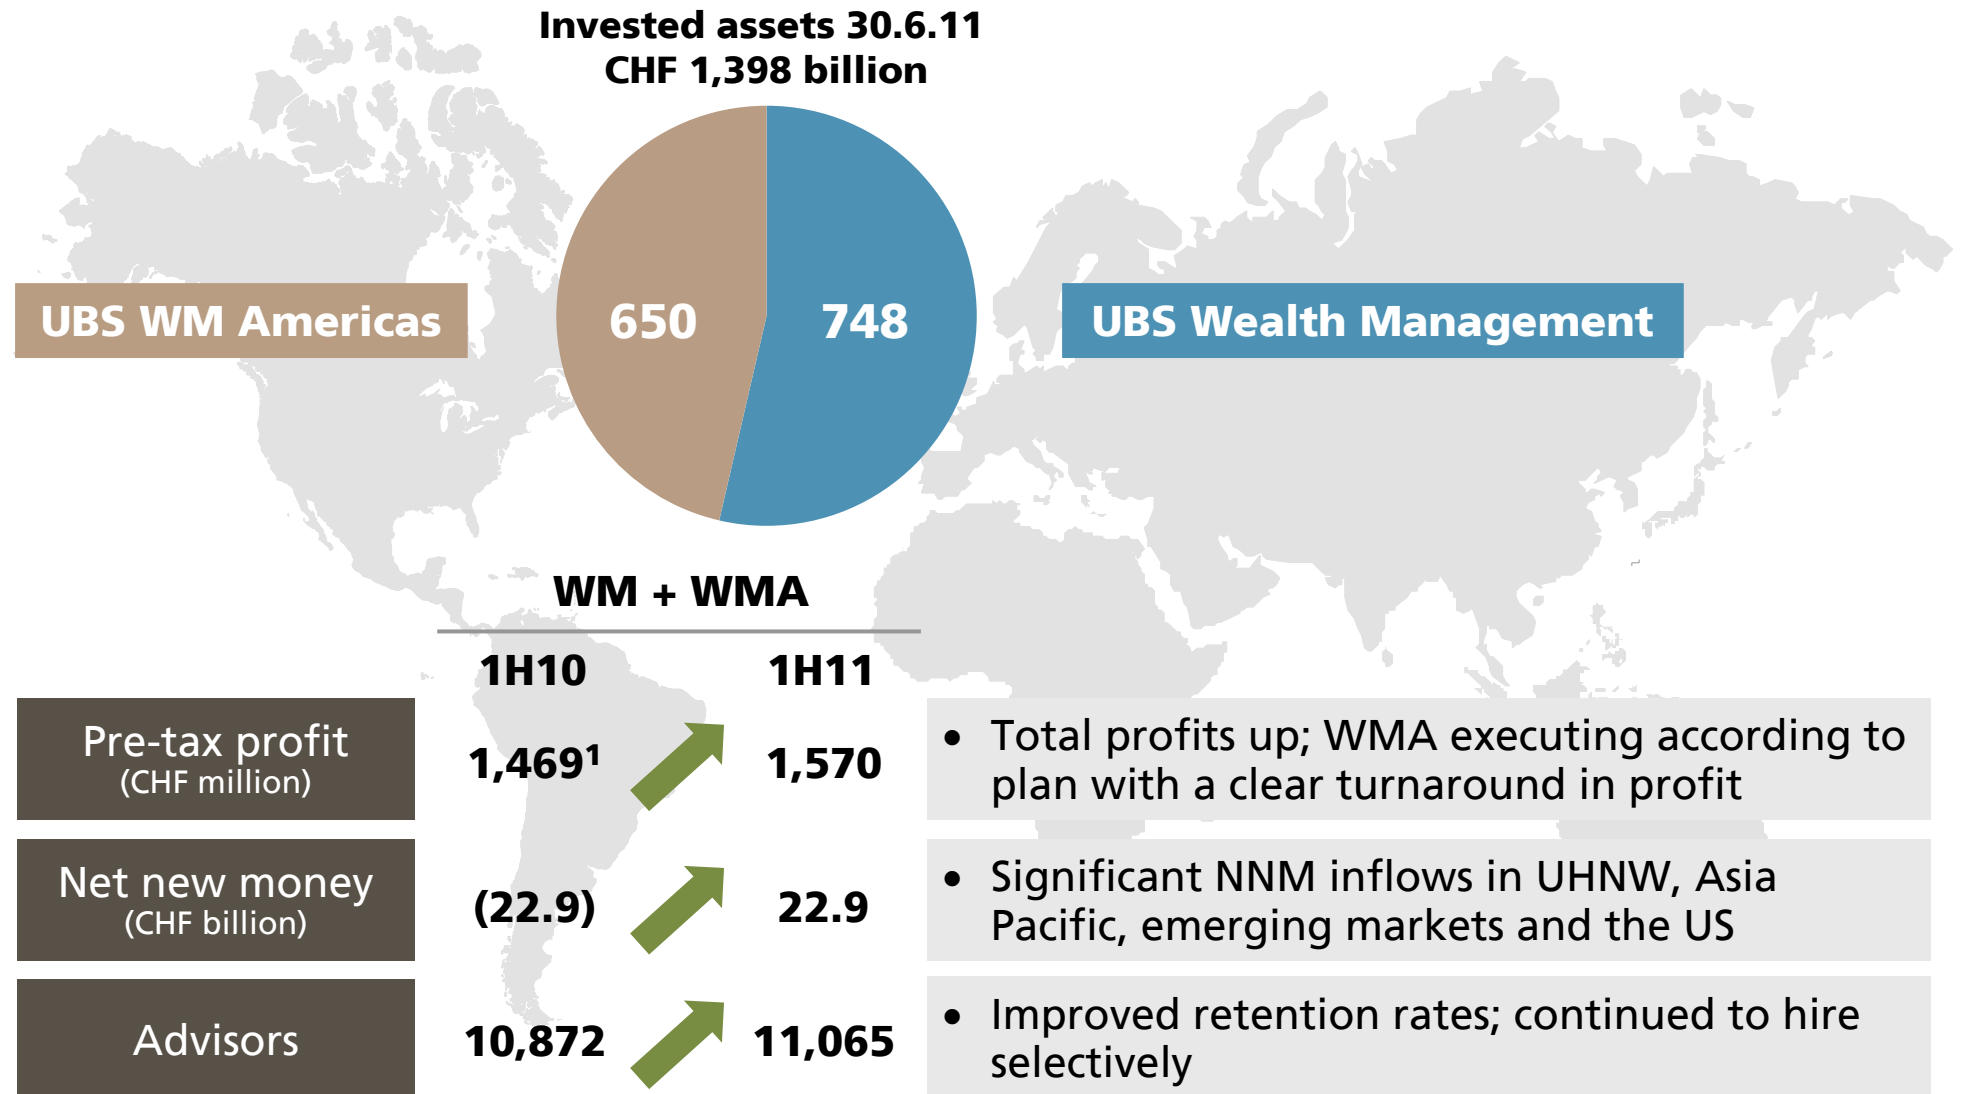 Invested assets 30.6.11
CHF 1,398 billion
UBS WM Americas
650
748
UBS Wealth Management
WM + WMA
1H10
1H11
Pre-tax profit
(CHF million)
1,469¹
1,570
• Total profits up; WMA executing according to
plan with a clear turnaround in profit
Net new money
(CHF billion)
(22.9)
22.9
• Significant NNM inflows in UHNW, Asia
Pacific, emerging markets and the US
Advisors
10,872
11,065
• Improved retention rates; continued to hire
selectively